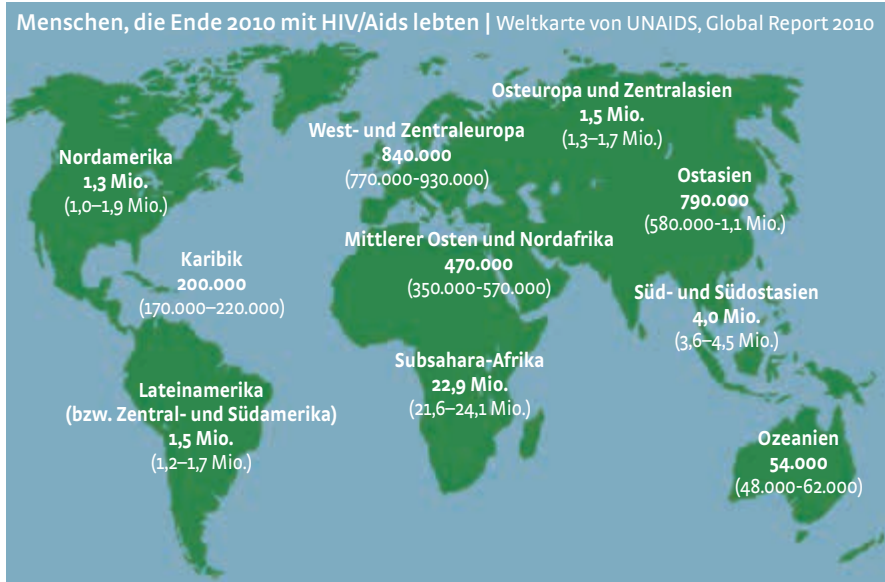 Menschen, die Ende 2010 mit HIV/Aids lebten | Weltkarte von UNAIDS, Global Report 2010
Osteuropa und Zentralasien
1,5 Mio.
(1,3–1,7 Mio.)
West- und Zentraleuropa
840.000
(770.000-930.000)
Nordamerika
1,3 Mio.
(1,0–1,9 Mio.)
Ostasien
790.000
(580.000-1,1 Mio.)
Mittlerer Osten und Nordafrika
470.000
(350.000-570.000)
Karibik
200.000
(170.000–220.000)
Süd- und Südostasien
4,0 Mio.
(3,6–4,5 Mio.)
Subsahara-Afrika
22,9 Mio.
(21,6–24,1 Mio.)
Lateinamerika
(bzw. Zentral- und Südamerika)
1,5 Mio.
(1,2–1,7 Mio.)
Ozeanien
54.000
(48.000-62.000)